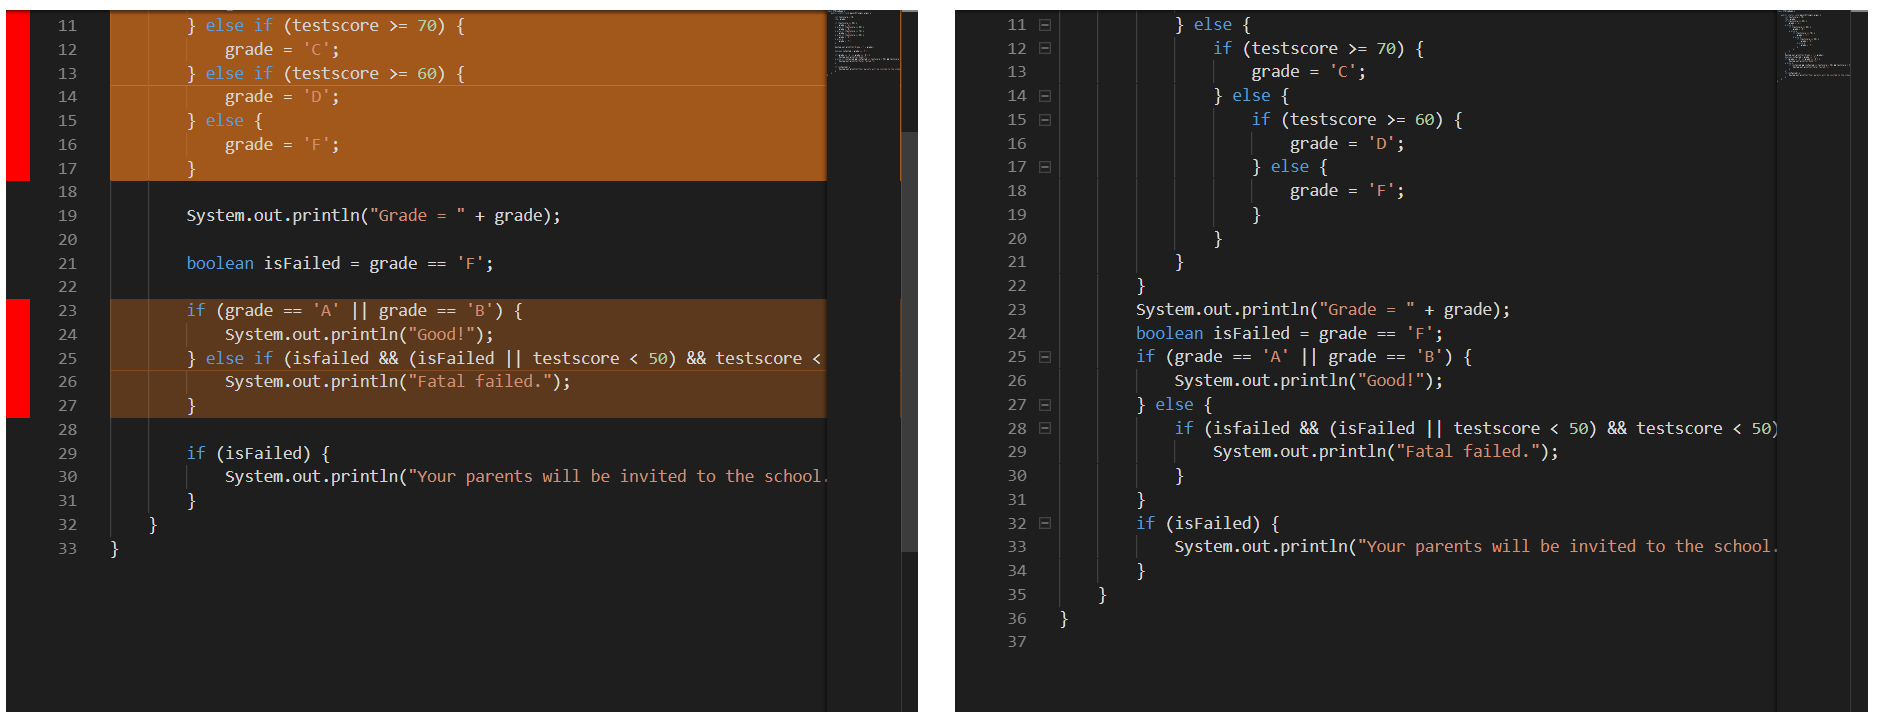 11 } else if (testscore >= 70) {
12 grade = 'C';
13 } else if (testscore >= 60) {
14 grade = 'D';
15 } else {
16 grade = 'F';
17 }
18
19 System.out.println("Grade = " + grade);
20
21 boolean isFailed = grade == 'F';
22
23 if (grade == 'A' || grade == 'B') {
24 System.out.println("Good!");
25 } else if (isfailed && (isFailed || testscore < 50) && testscore <
26 System.out.println("Fatal failed.");
27 }
28
29 if (isFailed) {
30 System.out.println("Your parents will be invited to the school.
31 }
32 }
33 }
11 } else {
12 if (testscore >= 70) {
13 grade = 'C';
14 } else {
15 if (testscore >= 60) {
16 grade = 'D';
17 } else {
18 grade = 'F';
19 }
20 }
21 }
22 }
23 System.out.println("Grade = " + grade);
24 boolean isFailed = grade == 'F';
25 if (grade == 'A' || grade == 'B') {
26 System.out.println("Good!");
27 } else {
28 if (isfailed && (isFailed || testscore < 50) && testscore < 50)
29 System.out.println("Fatal failed.");
30 }
31 }
32 if (isFailed) {
33 System.out.println("Your parents will be invited to the school.
34 }
35 }
36 }
37